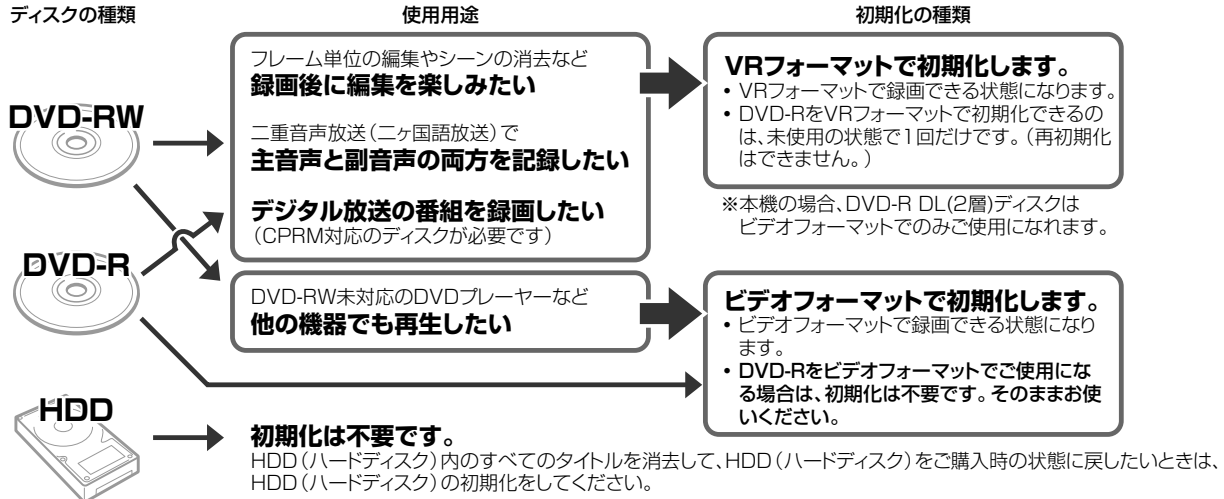 ディスクの種類
使用用途
初期化の種類
DVD-RW
DVD-R
HDD
フレーム単位の編集やシーンの消去など
録画後に編集を楽しみたい
二重音声放送(二ヶ国語放送)で
主音声と副音声の両方を記録したい
デジタル放送の番組を録画したい
(CPRM対応のディスクが必要です)
VRフォーマットで初期化します。
• VRフォーマットで録画できる状態になります。
• DVD-RをVRフォーマットで初期化できるの
は、未使用の状態で1回だけです。(再初期化
はできません。)
※本機の場合、DVD-R DL(2層)ディスクは
ビデオフォーマットでのみご使用になれます。
DVD-RW未対応のDVDプレーヤーなど
他の機器でも再生したい
ビデオフォーマットで初期化します。
• ビデオフォーマットで録画できる状態になり
ます。
• DVD-Rをビデオフォーマットでご使用にな
る場合は、初期化は不要です。そのままお使
いください。
初期化は不要です。
HDD(ハードディスク)内のすべてのタイトルを消去して、HDD(ハードディスク)をご購入時の状態に戻したいときは、
HDD(ハードディスク)の初期化をしてください。